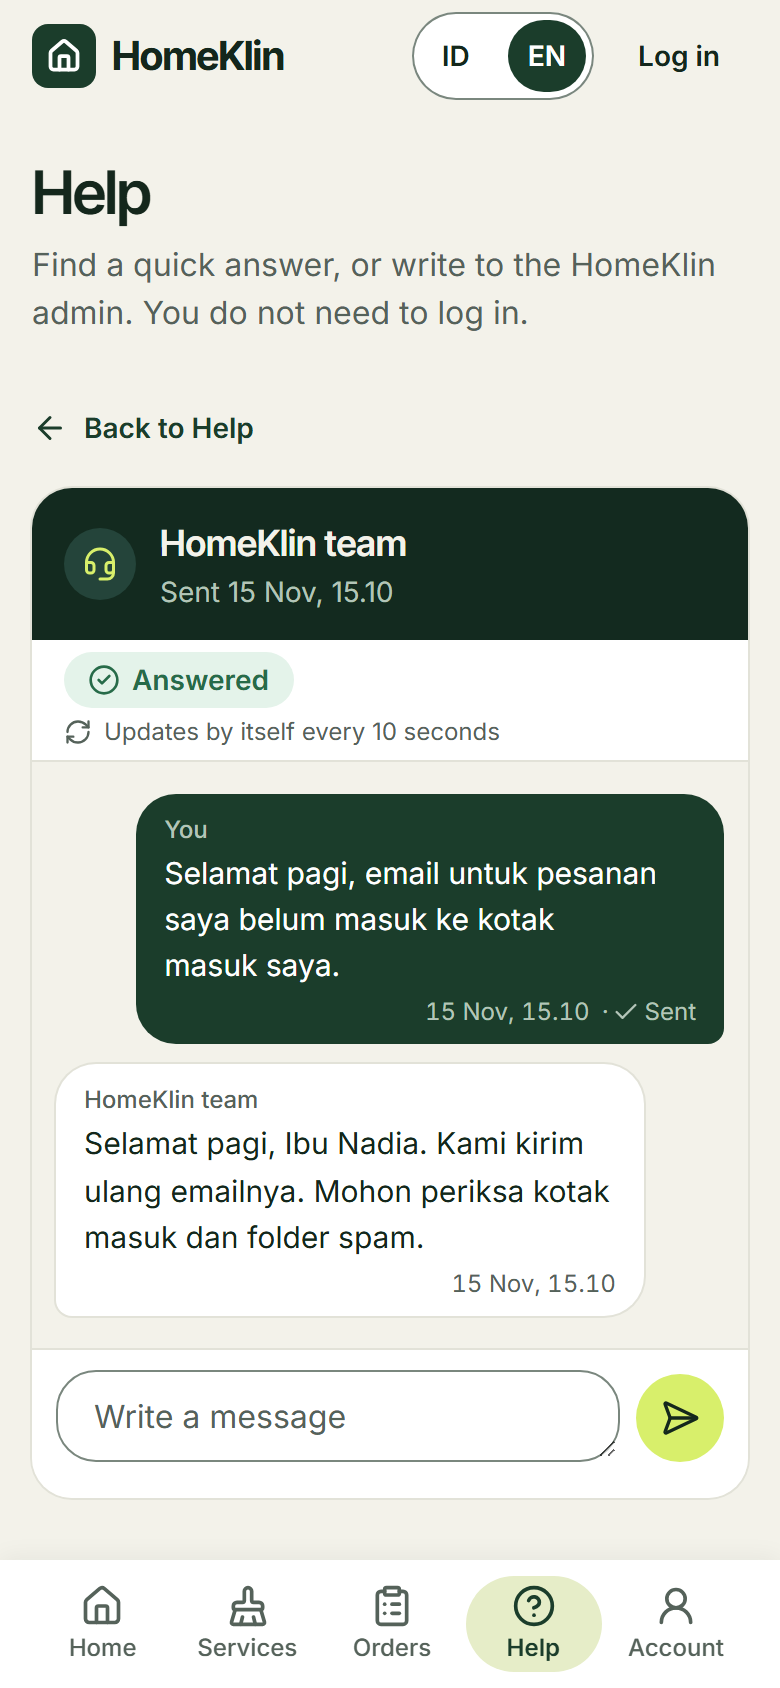 HomeKlin
ID
EN
Log in
Help
Find a quick answer, or write to the HomeKlin
admin. You do not need to log in.
Back to Help
HomeKlin team
Sent 15 Nov, 15.10
Answered
Updates by itself every 10 seconds
You
Selamat pagi, email untuk pesanan
saya belum masuk ke kotak
masuk saya.
15 Nov, 15.10 · Sent
HomeKlin team
Selamat pagi, Ibu Nadia. Kami kirim
ulang emailnya. Mohon periksa kotak
masuk dan folder spam.
15 Nov, 15.10
Write a message
Home
Services
Orders
Help
Account